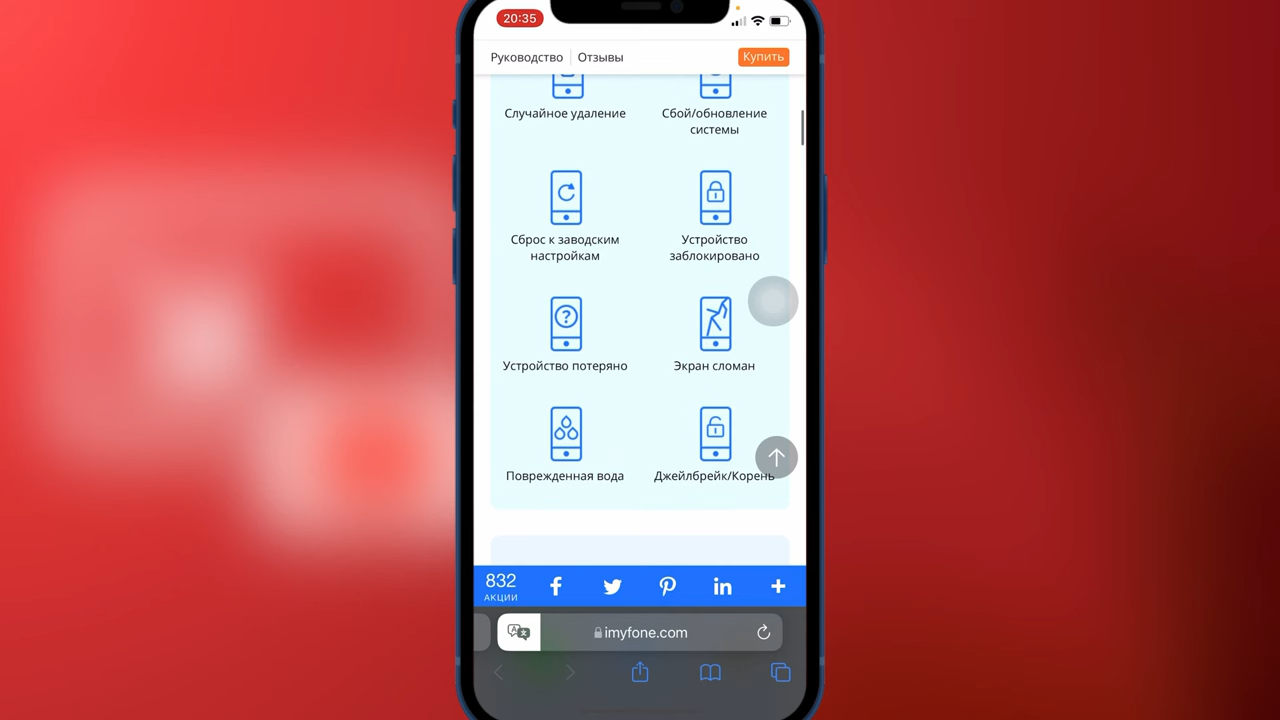 20:35
Руководство
Отзывы
Купить
Случайное удаление
Сбой/обновление
системы
Сброс к заводским
настройкам
Устройство
заблокировано
Устройство потеряно
Экран сломан
Поврежденная вода
Джейлбрейк/Корень
832
АКЦИИ
imyfone.com